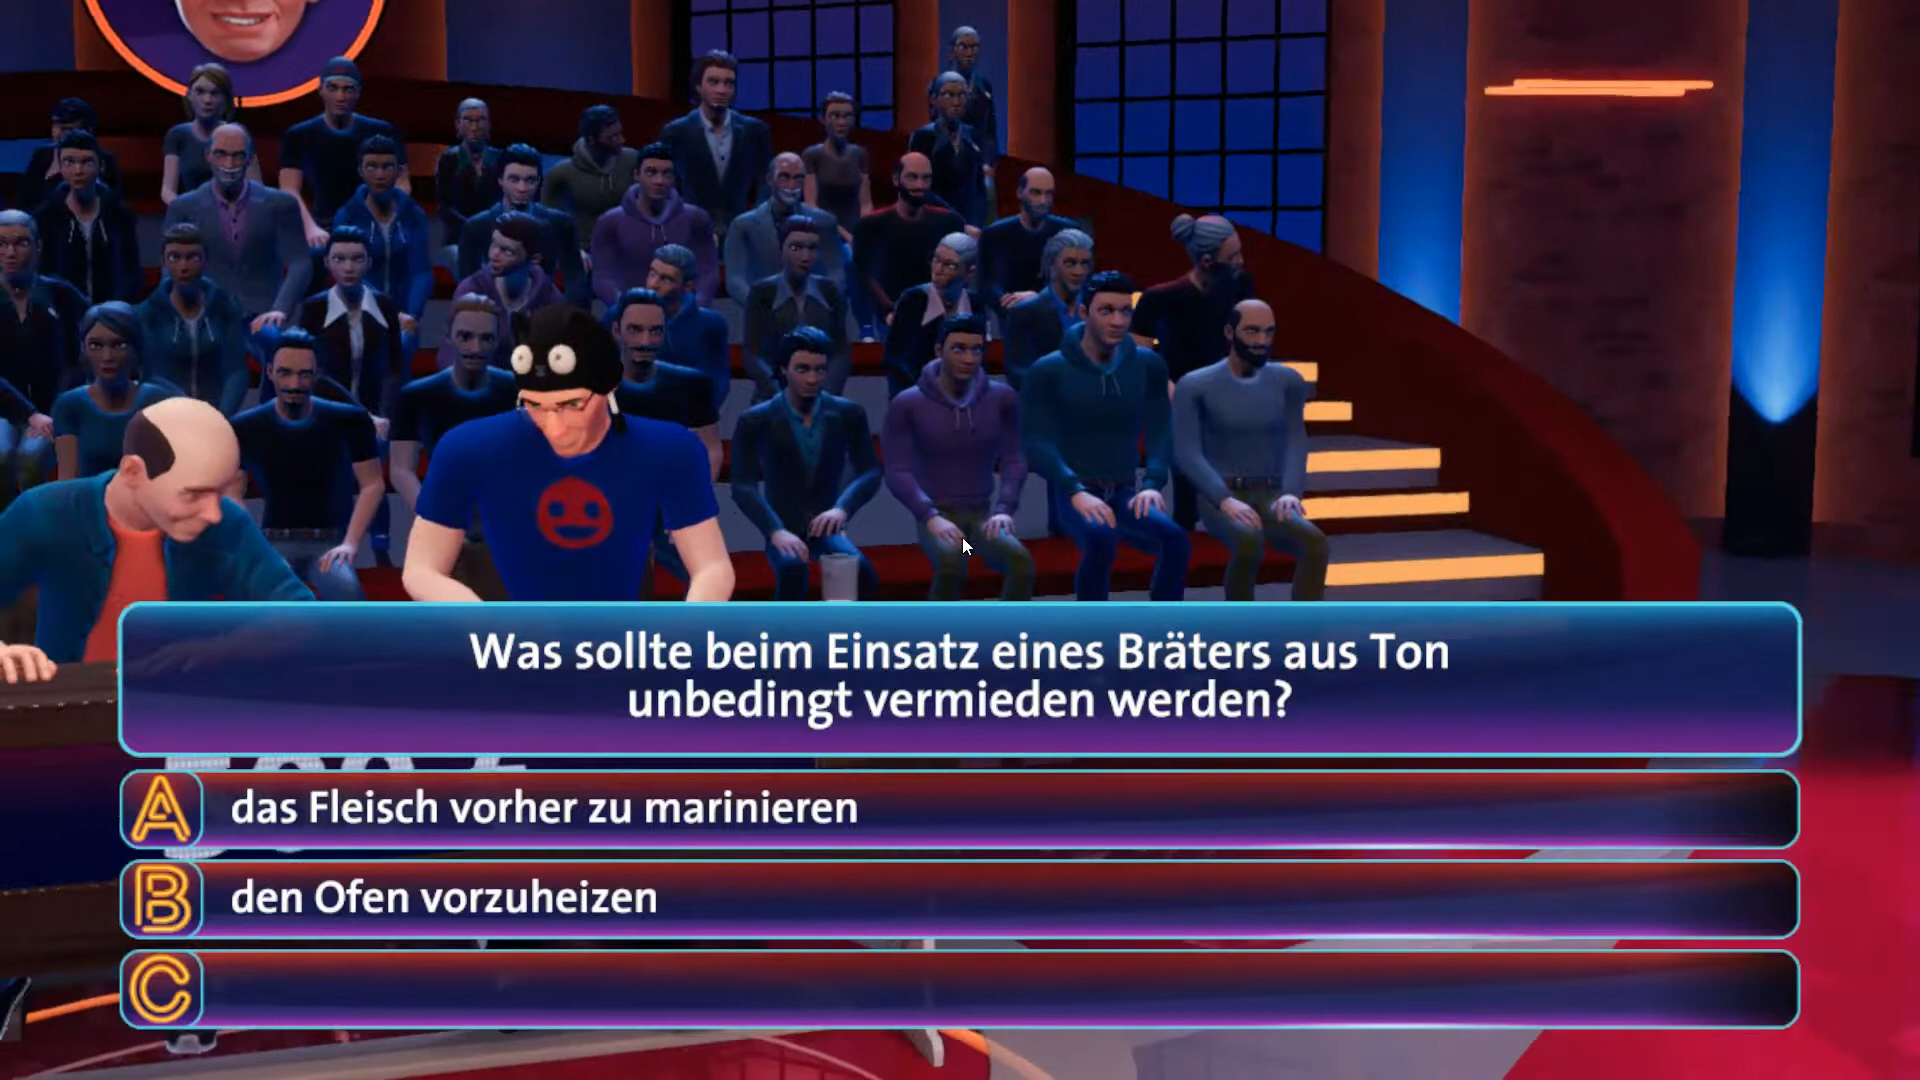 Was sollte beim Einsatz eines Bräters aus Ton
unbedingt vermieden werden?
A das Fleisch vorher zu marinieren
B den Ofen vorzuheizen
C